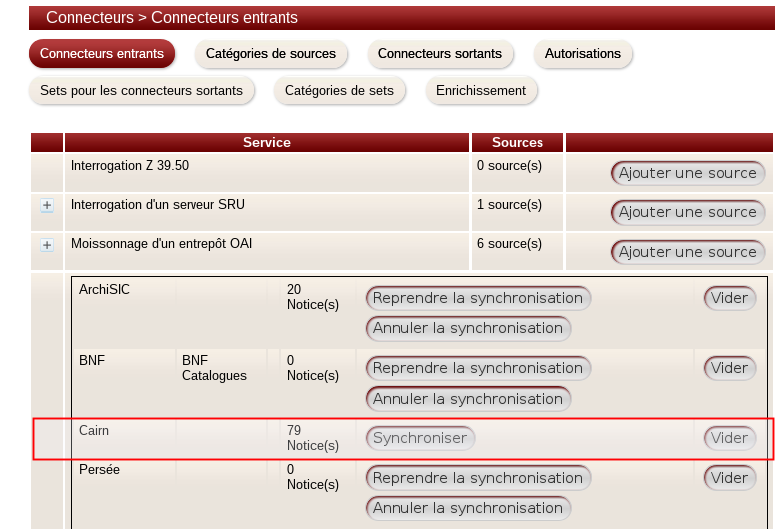 Connecteurs > Connecteurs entrants
Connecteurs entrants Catégories de sources Connecteurs sortants Autorisations
Sets pour les connecteurs sortants Catégories de sets Enrichissement
Service Sources
Interrogation Z 39.50 0 source(s) Ajouter une source
Interrogation d'un serveur SRU 1 source(s) Ajouter une source
Moissonnage d'un entrepôt OAI 6 source(s) Ajouter une source
ArchiSIC 20 Reprendre la synchronisation Vider
Notice(s)
Annuler la synchronisation
BNF BNF 0 Reprendre la synchronisation Vider
Catalogues Notice(s)
Annuler la synchronisation
Cairn 79 Synchroniser Vider
Notice(s)
Persée 0 Reprendre la synchronisation Vider
Notice(s)
Annuler la synchronisation